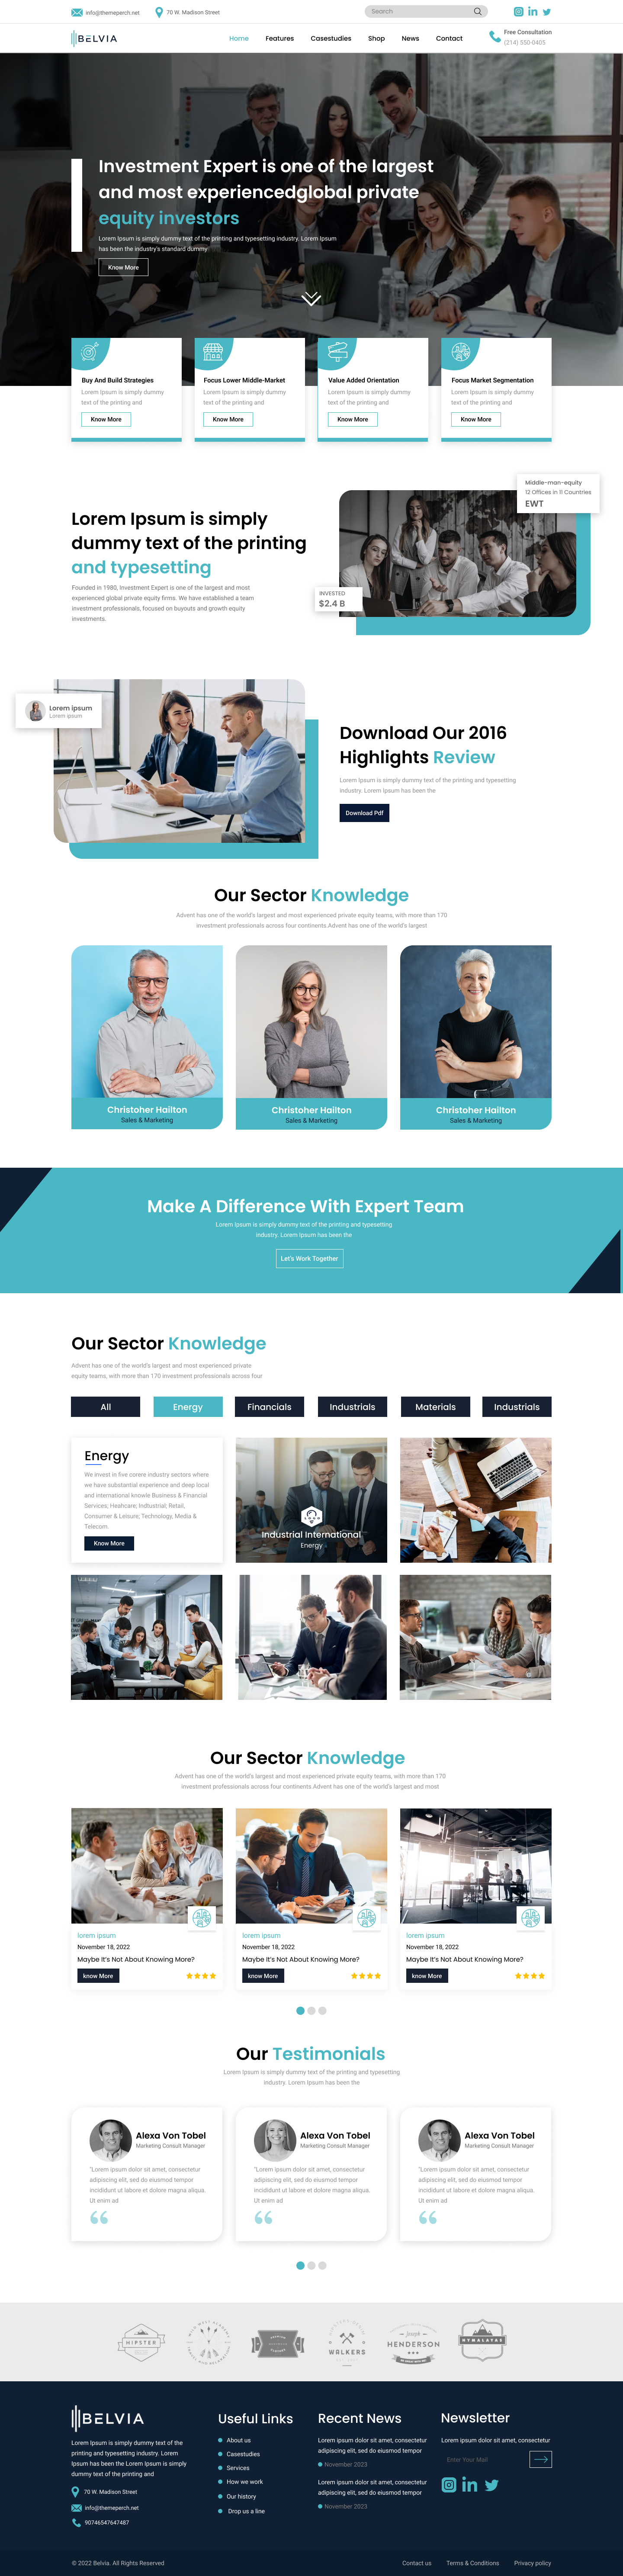 info@themeperch.net
70 W. Madison Street
Search
BELVIA
Home
Features
Casestudies
Shop
News
Contact
Free Consultation
(214) 550-0405
Investment Expert is one of the largest
and most experiencedglobal private
equity investors
Lorem Ipsum is simply dummy text of the printing and typesetting industry. Lorem Ipsum
has been the industry's standard dummy
Know More
Buy And Build Strategies
Lorem Ipsum is simply dummy
text of the printing and
Know More
Focus Lower Middle-Market
Lorem Ipsum is simply dummy
text of the printing and
Know More
Value Added Orientation
Lorem Ipsum is simply dummy
text of the printing and
Know More
Focus Market Segmentation
Lorem Ipsum is simply dummy
text of the printing and
Know More
Lorem Ipsum is simply
dummy text of the printing
and typesetting
Founded in 1980, Investment Expert is one of the largest and most
experienced global private equity firms. We have established a team
investment professionals, focused on buyouts and growth equity
investments.
Middle-man-equity
12 Offices in 11 Countries
EWT
INVESTED
$2.4 B
Lorem ipsum
Lorem Ipsum
Download Our 2016
Highlights Review
Lorem Ipsum is simply dummy text of the printing and typesetting
industry. Lorem Ipsum has been the
Download Pdf
Our Sector Knowledge
Advent has one of the world's largest and most experienced private equity teams, with more than 170
investment professionals across four continents.Advent has one of the world's largest
Christoher Hailton
Sales & Marketing
Christoher Hailton
Sales & Marketing
Christoher Hailton
Sales & Marketing
Make A Difference With Expert Team
Lorem Ipsum is simply dummy text of the printing and typesetting
industry. Lorem Ipsum has been the
Let's Work Together
Our Sector Knowledge
Advent has one of the world's largest and most experienced private
equity teams, with more than 170 investment professionals across four
All
Energy
Financials
Industrials
Materials
Industrials
Energy
We invest in five corere industry sectors where
we have substantial experience and deep local
and international knowle Business & Financial
Services; Heahcare; Indtustrial; Retail,
Consumer & Leisure; Technology, Media &
Telecom.
Know More
Industrial International
Energy
Our Sector Knowledge
Advent has one of the world's largest and most experienced private equity teams, with more than 170
investment professionals across four continents.Advent has one of the world's largest and most
lorem ipsum
November 18, 2022
Maybe It's Not About Knowing More?
know More
lorem ipsum
November 18, 2022
Maybe It's Not About Knowing More?
know More
lorem ipsum
November 18, 2022
Maybe It's Not About Knowing More?
know More
Our Testimonials
Lorem Ipsum is simply dummy text of the printing and typesetting
industry. Lorem Ipsum has been the
Alexa Von Tobel
Marketing Consult Manager
"Lorem ipsum dolor sit amet, consectetur
adipiscing elit, sed do eiusmod tempor
incididunt ut labore et dolore magna aliqua.
Ut enim ad
Alexa Von Tobel
Marketing Consult Manager
"Lorem ipsum dolor sit amet, consectetur
adipiscing elit, sed do eiusmod tempor
incididunt ut labore et dolore magna aliqua.
Ut enim ad
Alexa Von Tobel
Marketing Consult Manager
"Lorem ipsum dolor sit amet, consectetur
adipiscing elit, sed do eiusmod tempor
incididunt ut labore et dolore magna aliqua.
Ut enim ad
HIPSTER
WALKERS
Joseph
HENDERSON
HYMALAYAS
BELVIA
Lorem Ipsum is simply dummy text of the
printing and typesetting industry. Lorem
Ipsum has been the Lorem Ipsum is simply
dummy text of the printing and
70 W. Madison Street
info@themeperch.net
90746547647487
Useful Links
About us
Casestudies
Services
How we work
Our history
Drop us a line
Recent News
Lorem ipsum dolor sit amet, consectetur
adipiscing elit, sed do eiusmod tempor
November 2023
Lorem ipsum dolor sit amet, consectetur
adipiscing elit, sed do eiusmod tempor
November 2023
Newsletter
Lorem ipsum dolor sit amet, consectetur
Enter Your Mail
© 2022 Belvia. All Rights Reserved
Contact us
Terms & Conditions
Privacy policy